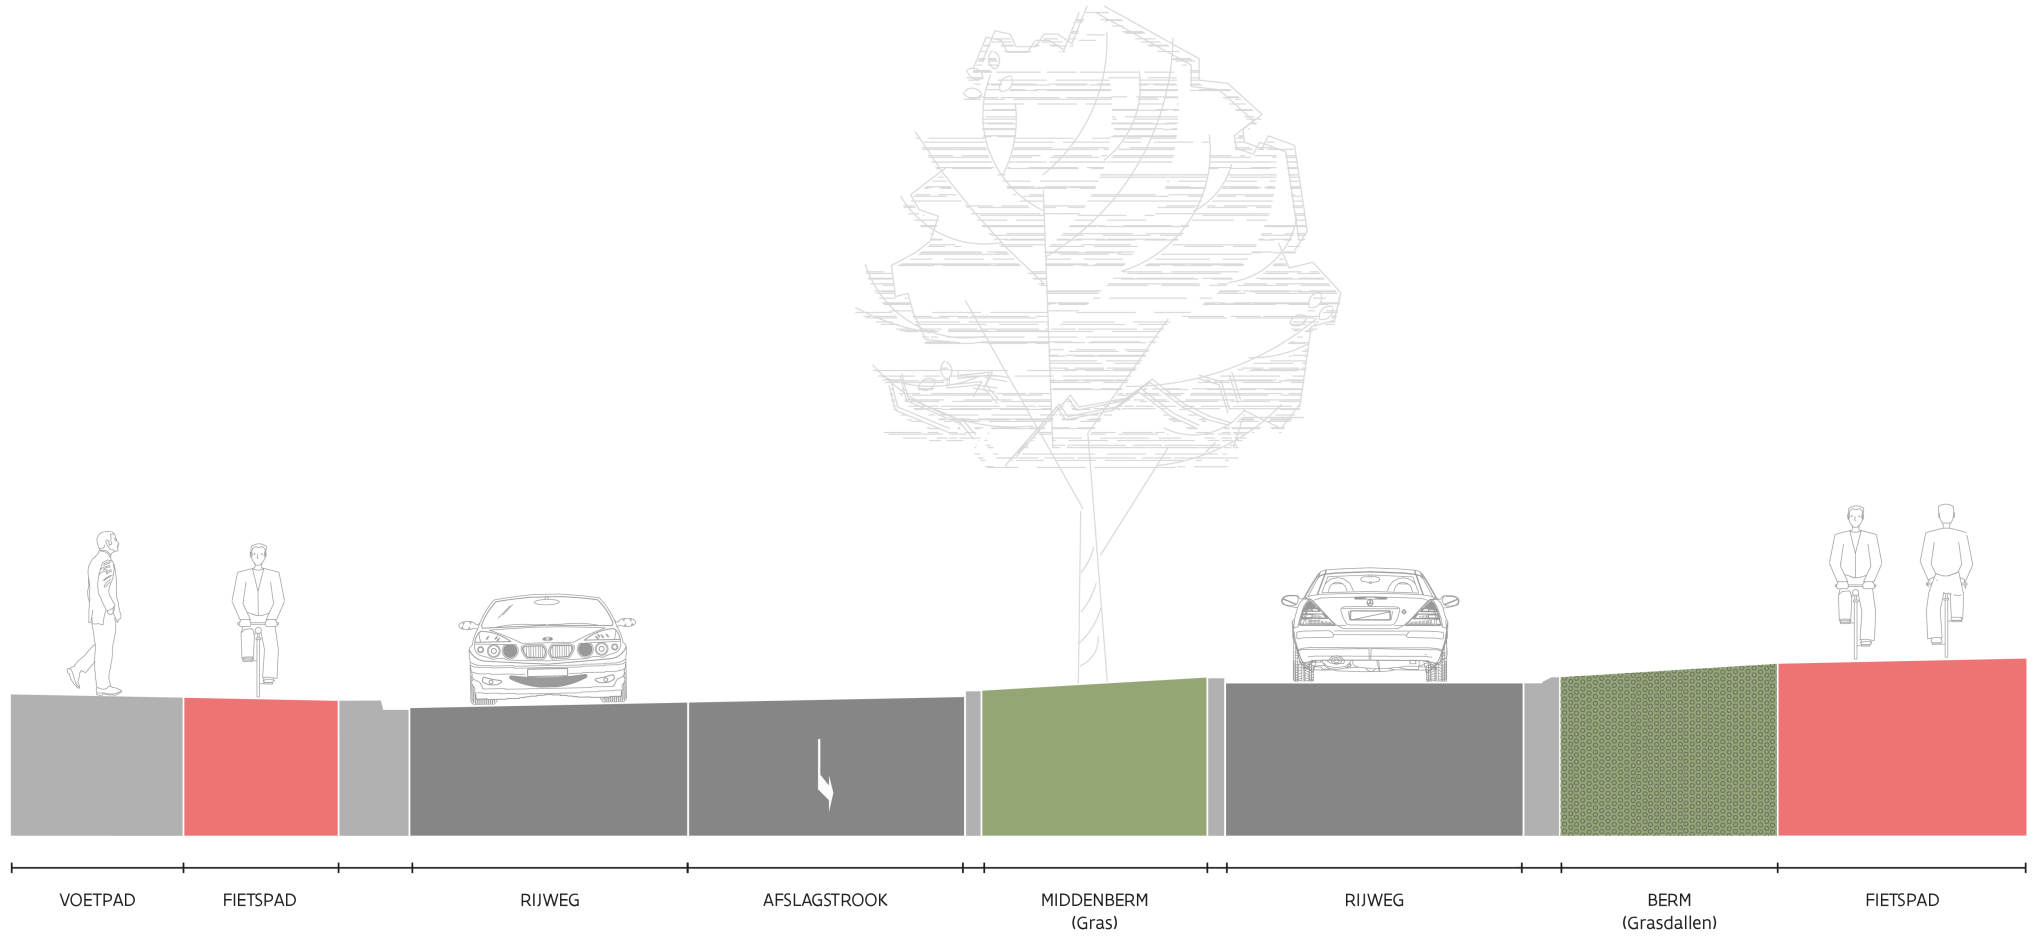 VOETPAD
FIETSPAD
RIJWEG
AFSLAGSTROOK
MIDDENBERM
(Gras)
RIJWEG
BERM
(Grasdallen)
FIETSPAD